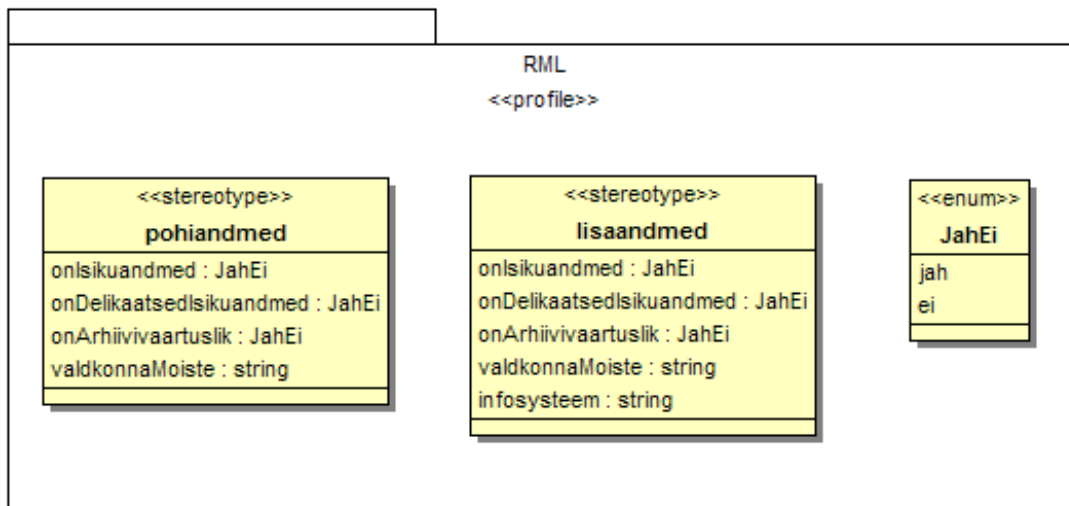 RML
<<profile>>
<<stereotype>>
pohiandmed
onIsikuandmed : JahEi
onDelikaatsedIsikuandmed : JahEi
onArhiivivaartuslik : JahEi
valdkonnaMoiste : string
<<stereotype>>
lisaandmed
onIsikuandmed : JahEi
onDelikaatsedIsikuandmed : JahEi
onArhiivivaartuslik : JahEi
valdkonnaMoiste : string
infosysteem : string
<<enum>>
JahEi
jah
ei